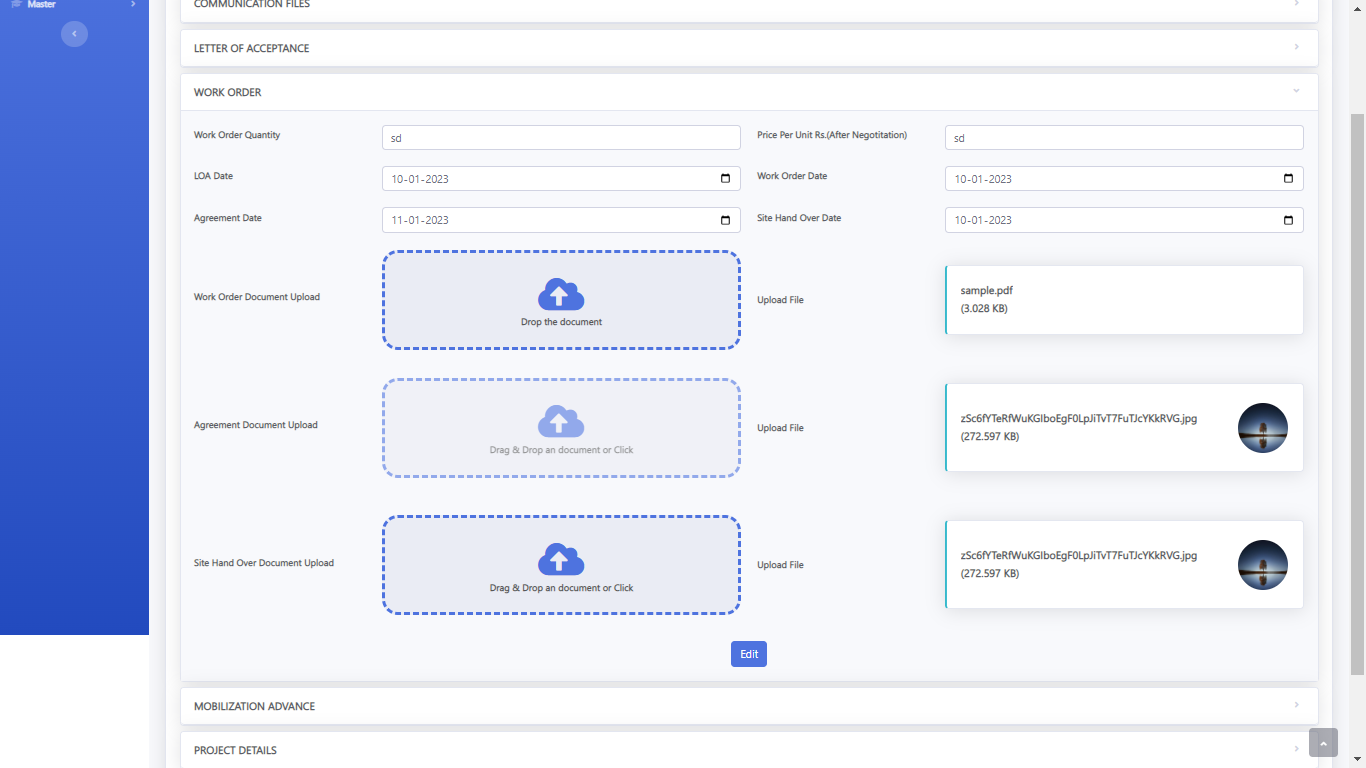 Master
COMMUNICATION FILES
LETTER OF ACCEPTANCE
WORK ORDER
Work Order Quantity
sd
Price Per Unit Rs.(After Negotitation)
sd
LOA Date
10-01-2023
Work Order Date
10-01-2023
Agreement Date
11-01-2023
Site Hand Over Date
10-01-2023
Work Order Document Upload
Drop the document
Upload File
sample.pdf
(3.028 KB)
Agreement Document Upload
Drag & Drop an document or Click
Upload File
zSc6fYTeRfWuKGlboEgF0LpJiTvT7FuTJcYKkRVG.jpg
(272.597 KB)
Site Hand Over Document Upload
Drag & Drop an document or Click
Upload File
zSc6fYTeRfWuKGlboEgF0LpJiTvT7FuTJcYKkRVG.jpg
(272.597 KB)
Edit
MOBILIZATION ADVANCE
PROJECT DETAILS